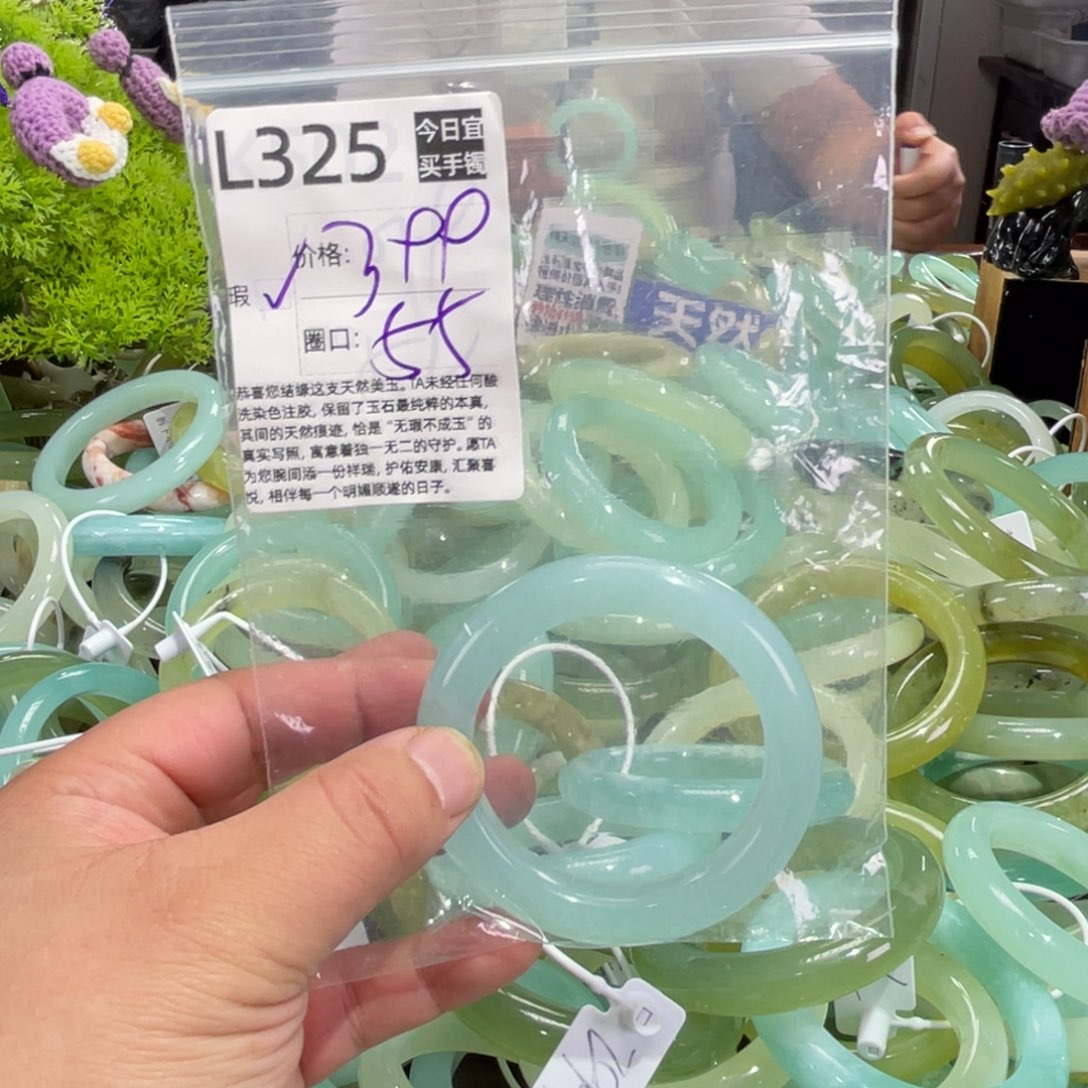 L325
今日宜
买手镯
价格: 399
瑕 ✓
圈口: 55
恭喜您结缘这支天然美玉。TA未经任何酸
洗染色注胶, 保留了玉石最纯粹的本真,
其间的天然痕迹, 恰是“无瑕不成玉”的
真实写照, 寓意着独一无二的守护。愿TA
为您腕间添一份祥瑞, 护佑安康, 汇聚喜
悦, 相伴每一个明媚顺遂的日子。